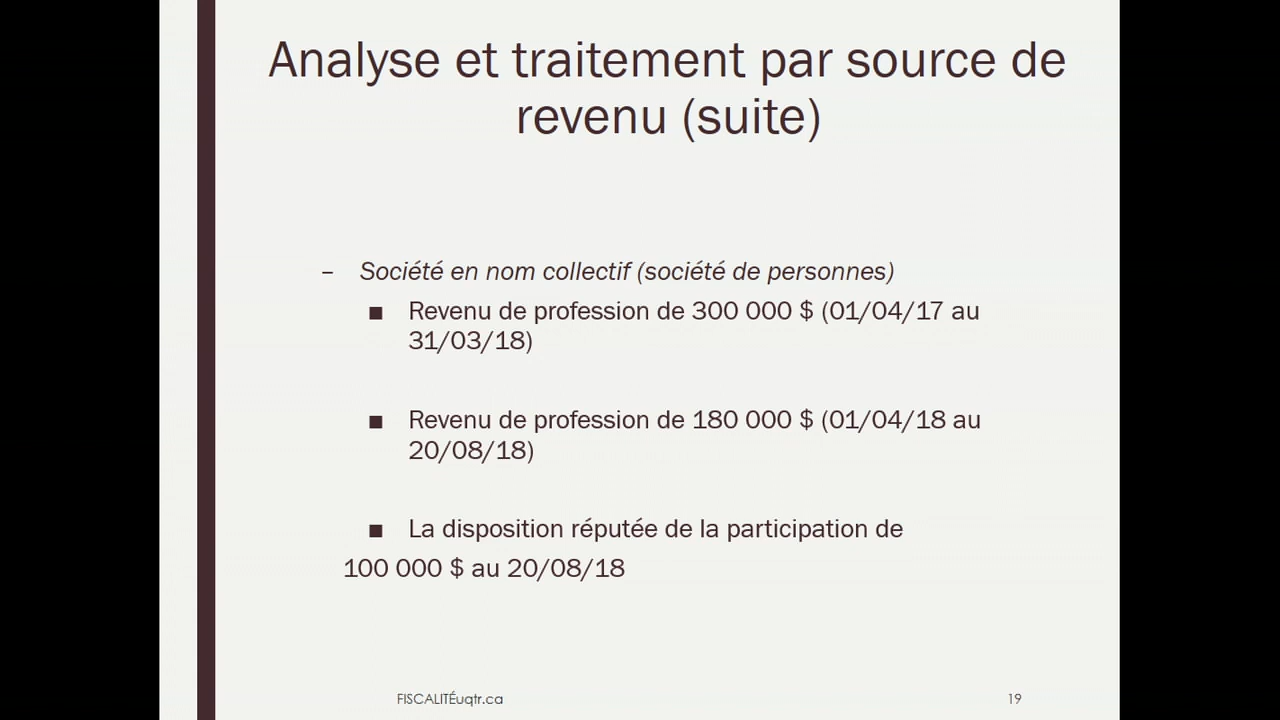 Analyse et traitement par source de
revenu (suite)
– Société en nom collectif (société de personnes)
■ Revenu de profession de 300 000 $ (01/04/17 au
31/03/18)
■ Revenu de profession de 180 000 $ (01/04/18 au
20/08/18)
■ La disposition réputée de la participation de
100 000 $ au 20/08/18
FISCALITÉuqtr.ca
19